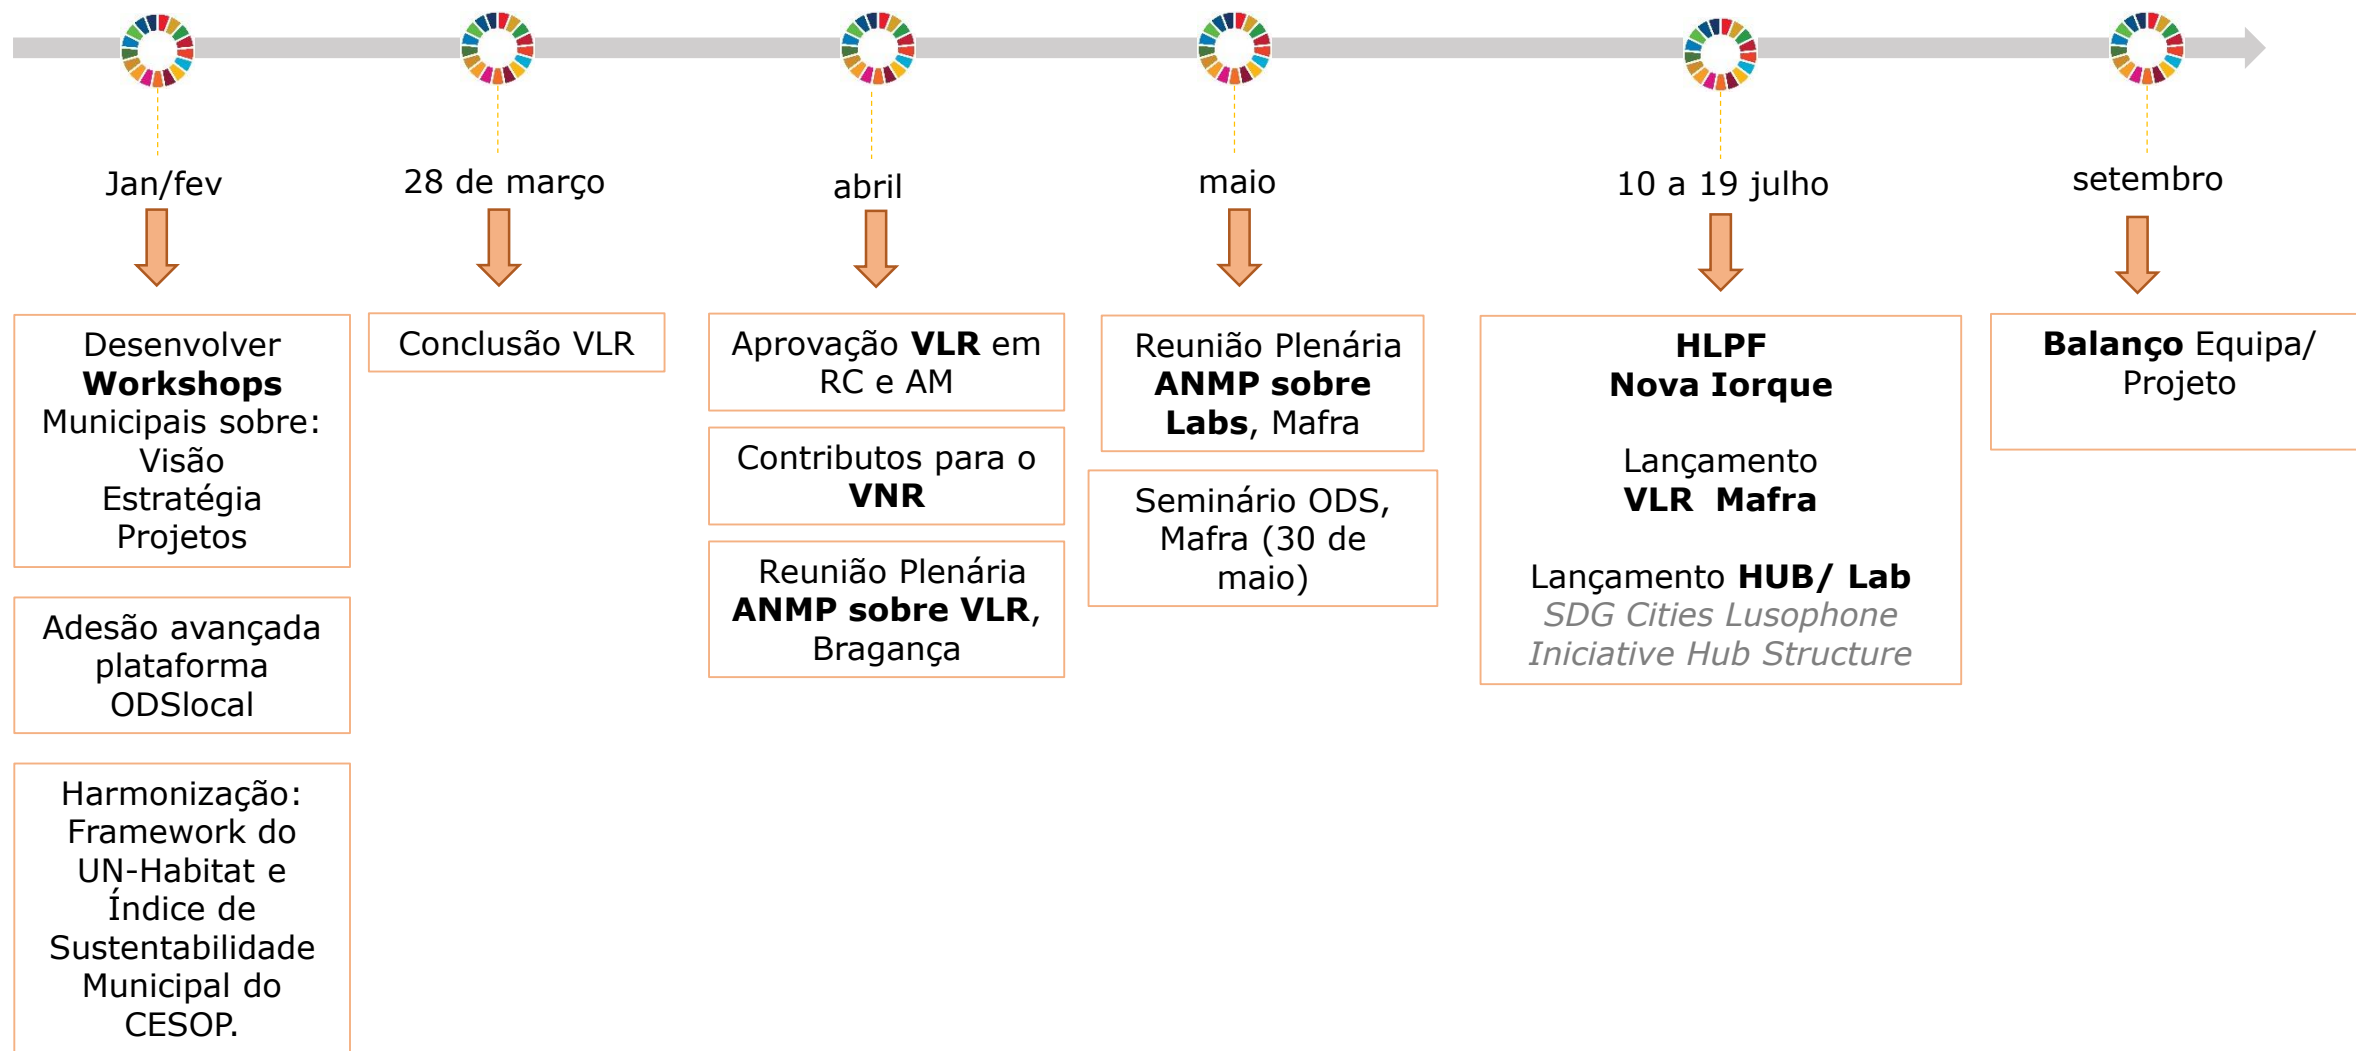 Jan/fev
28 de março
abril
maio
10 a 19 julho
setembro
Desenvolver
Workshops
Municipais sobre:
Visão
Estratégia
Projetos
Adesão avançada
plataforma
ODSlocal
Harmonização:
Framework do
UN-Habitat e
Índice de
Sustentabilidade
Municipal do
CESOP.
Conclusão VLR
Aprovação VLR em
RC e AM
Contributos para o
VNR
Reunião Plenária
ANMP sobre VLR,
Bragança
Reunião Plenária
ANMP sobre
Labs, Mafra
Seminário ODS,
Mafra (30 de
maio)
HLPF
Nova Iorque
Lançamento
VLR  Mafra
Lançamento HUB/ Lab
SDG Cities Lusophone
Iniciative Hub Structure
Balanço Equipa/
Projeto